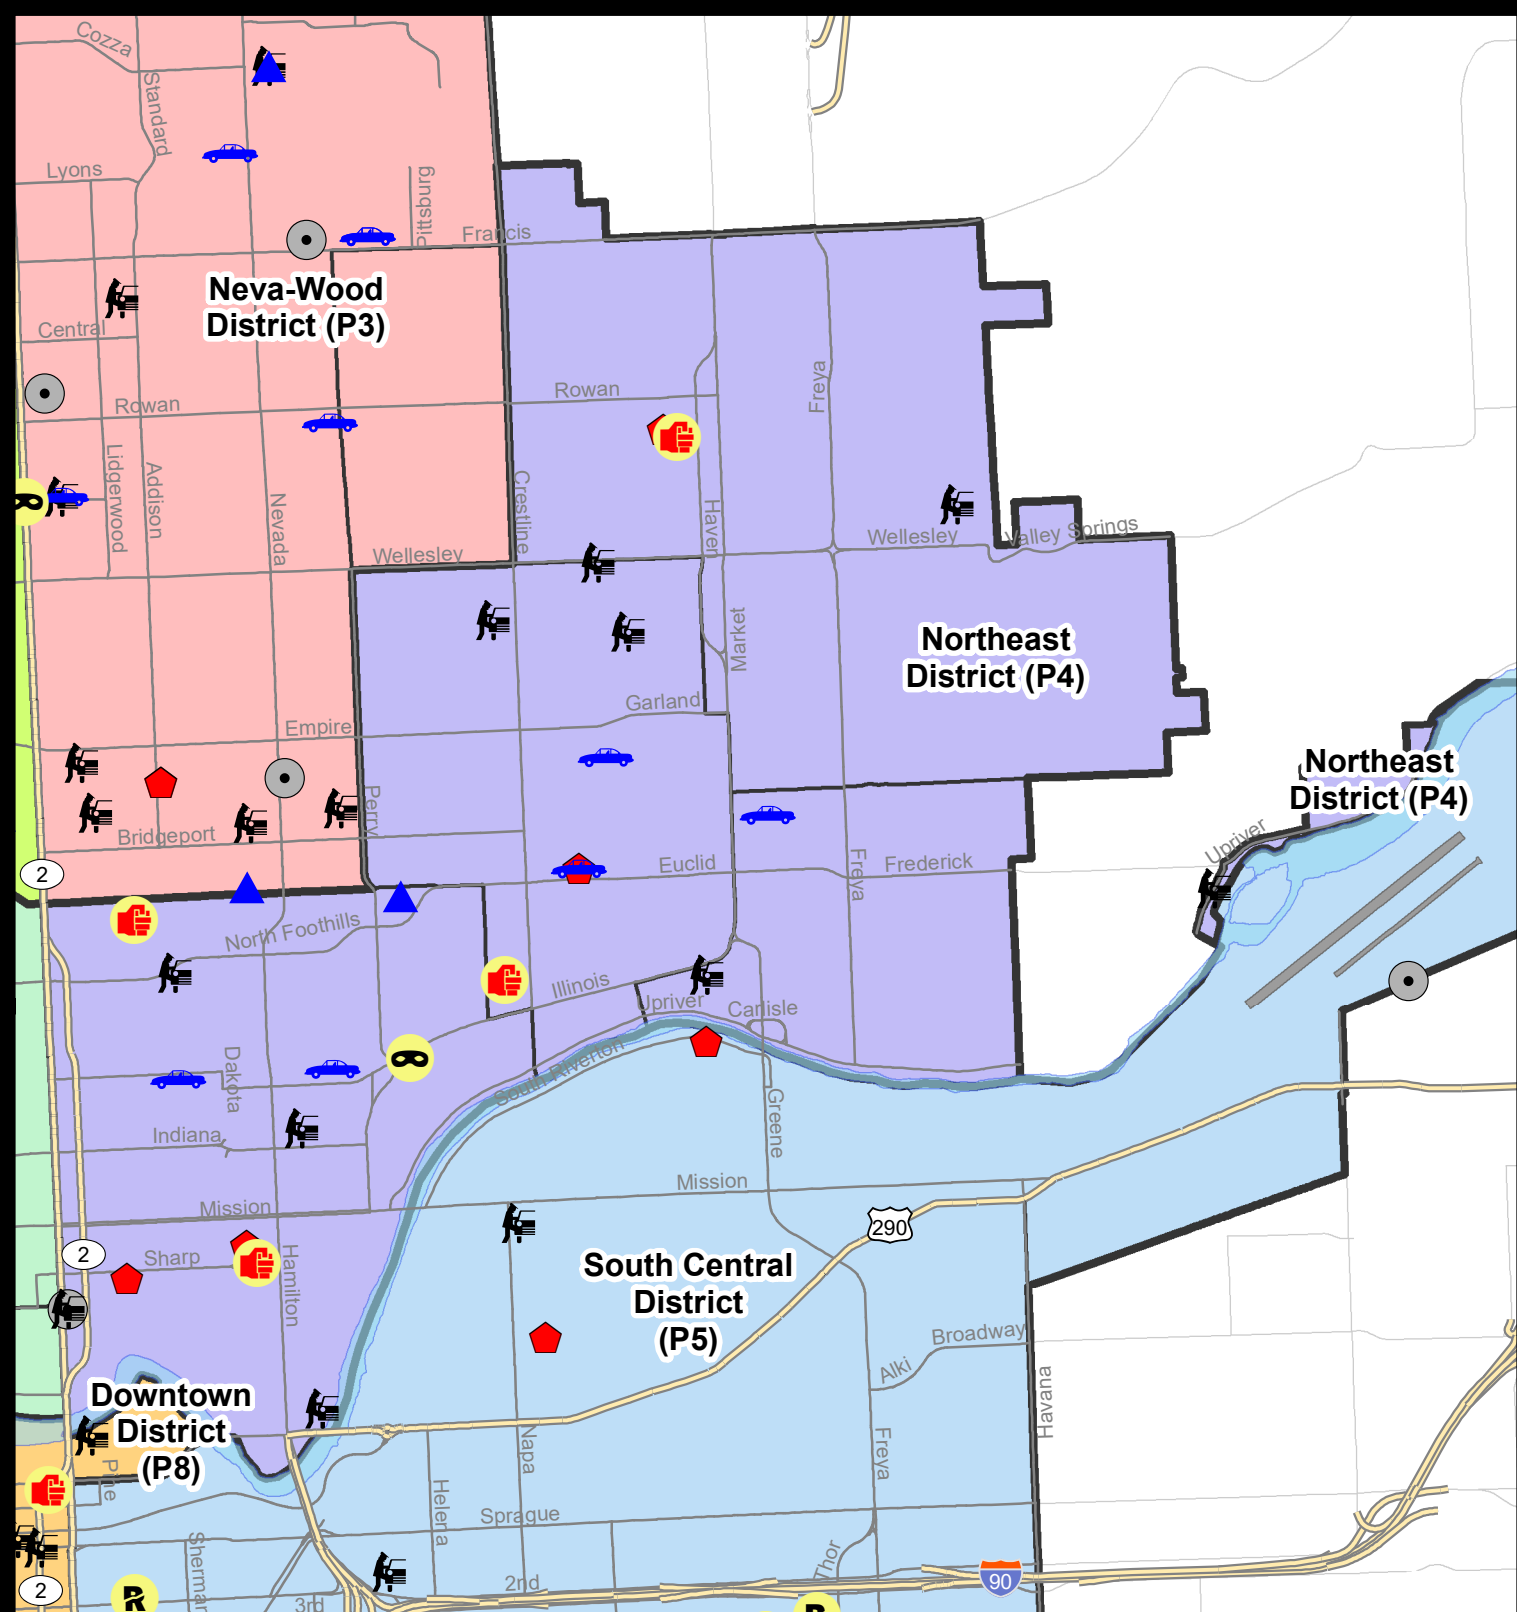 Cozza
Standard
Lyons
Pittsburg
Francis
Neva-Wood
District (P3)
Central
Freya
Rowan
Rowan
Lidgerwood
Addison
Nevada
Crestline
Haven
Wellesley
Wellesley
Valley Springs
Market
Northeast
District (P4)
Garland
Empire
Northeast
District (P4)
Perry
Bridgeport
Upriver
2
Euclid
Freya
Frederick
North Foothills
Illinois
Upriver
Carlisle
South Riverton
Dakota
Greene
Indiana
Mission
Mission
290
2
Sharp
Hamilton
South Central
District
(P5)
Broadway
Alki
Havana
Downtown
District
(P8)
Pine
Napa
Freya
Helena
Sprague
Sherman
Thor
2
2nd
90
3rd
R
R